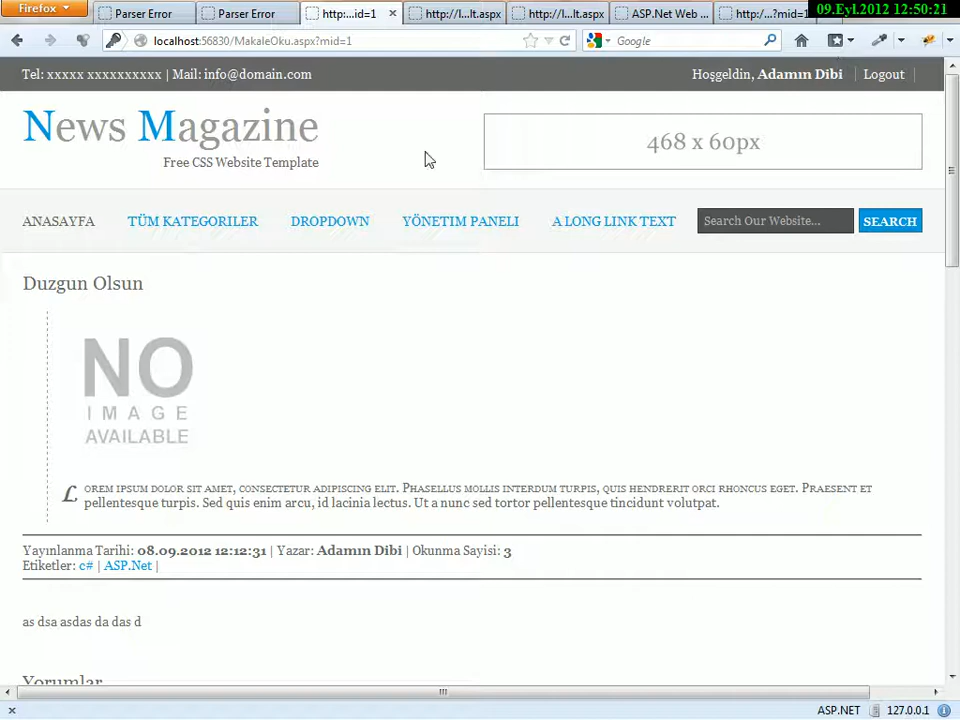 Firefox
Parser Error
Parser Error
http:...id=1
http://l...lt.aspx
http://l...lt.aspx
ASP.Net Web ...
http:/...?mid=1
09.Eyl.2012 12:50:21
localhost:56830/MakaleOku.aspx?mid=1
Google
Tel: xxxxx xxxxxxxxxx | Mail: info@domain.com
Hoşgeldin, Adamın Dibi
Logout
News Magazine
Free CSS Website Template
468 x 60px
ANASAYFA
TÜM KATEGORILER
DROPDOWN
YÖNETIM PANELİ
A LONG LINK TEXT
Search Our Website...
SEARCH
Duzgun Olsun
NO
IMAGE
AVAILABLE
LOREM IPSUM DOLOR SIT AMET, CONSECTETUR ADIPISCING ELIT. PHASELLUS MOLLIS INTERDUM TURPIS, QUIS HENDRERIT ORCI RHONCUS EGET. PRAESENT ET
pellentesque turpis. Sed quis enim arcu, id lacinia lectus. Ut a nunc sed tortor pellentesque tincidunt volutpat.
Yayınlanma Tarihi: 08.09.2012 12:12:31 | Yazar: Adamın Dibi | Okunma Sayisi: 3
Etiketler: c# | ASP.Net |
as dsa asdas da das d
Yorumlar
ASP.NET
127.0.0.1